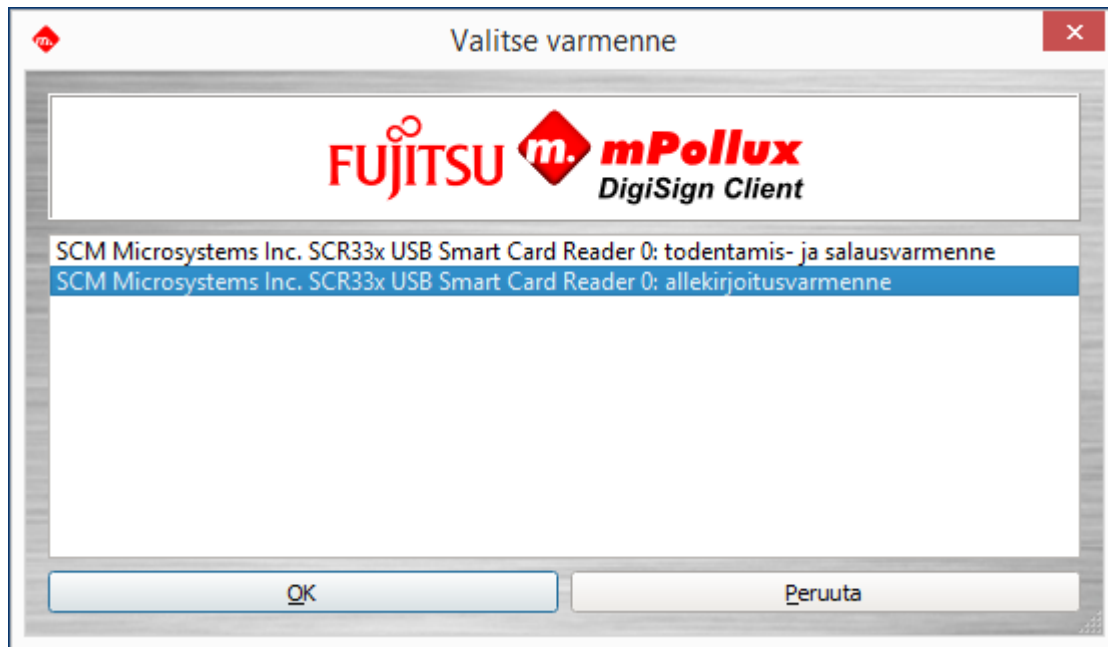 m.
Valitse varmenne
FUJITSU m. mPollux
DigiSign Client
SCM Microsystems Inc. SCR33x USB Smart Card Reader 0: todentamis- ja salausvarmenne
SCM Microsystems Inc. SCR33x USB Smart Card Reader 0: allekirjoitusvarmenne
OK Peruuta